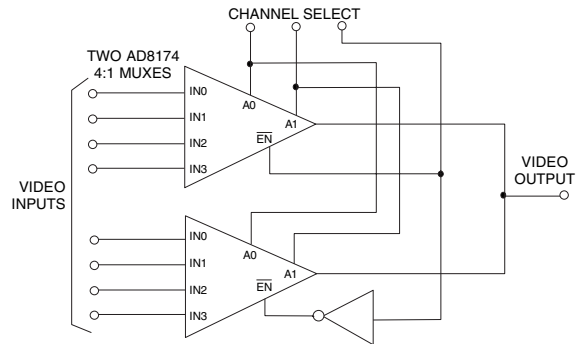 CHANNEL SELECT
TWO AD8174
4:1 MUXES
IN0
IN1
IN2
IN3
A0
A1
EN
VIDEO
INPUTS
VIDEO
OUTPUT
IN0
IN1
IN2
IN3
A0
A1
EN